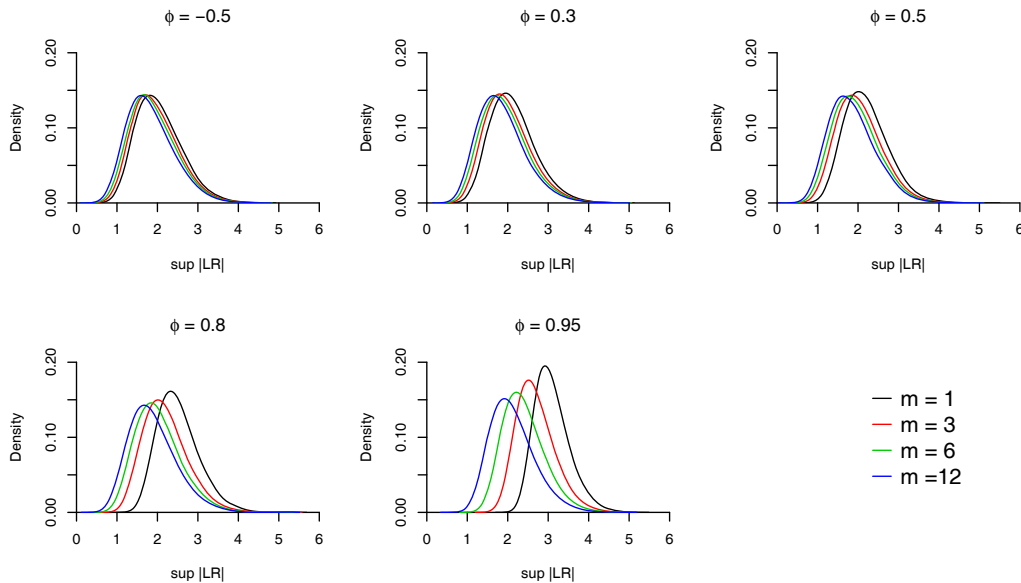 ϕ = −0.5
ϕ = 0.3
ϕ = 0.5
Density
0.00 0.10 0.20
0 1 2 3 4 5 6
sup |LR|
Density
0.00 0.10 0.20
0 1 2 3 4 5 6
sup |LR|
Density
0.00 0.10 0.20
0 1 2 3 4 5 6
sup |LR|
ϕ = 0.8
ϕ = 0.95
Density
0.00 0.10 0.20
0 1 2 3 4 5 6
sup |LR|
Density
0.00 0.10 0.20
0 1 2 3 4 5 6
sup |LR|
m = 1
m = 3
m = 6
m =12